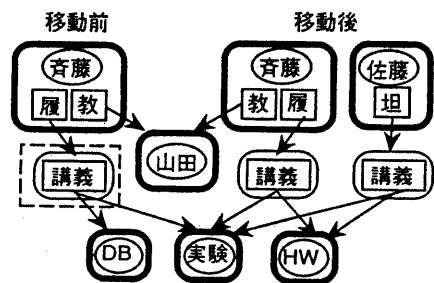 移動前 移動後
斉藤 斉藤 佐藤
履 教 教 履 坦
山田
講義 講義 講義
DB 実験 HW